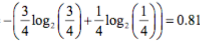 -(3/4 log₂(3/4) + 1/4 log₂(1/4)) = 0.81